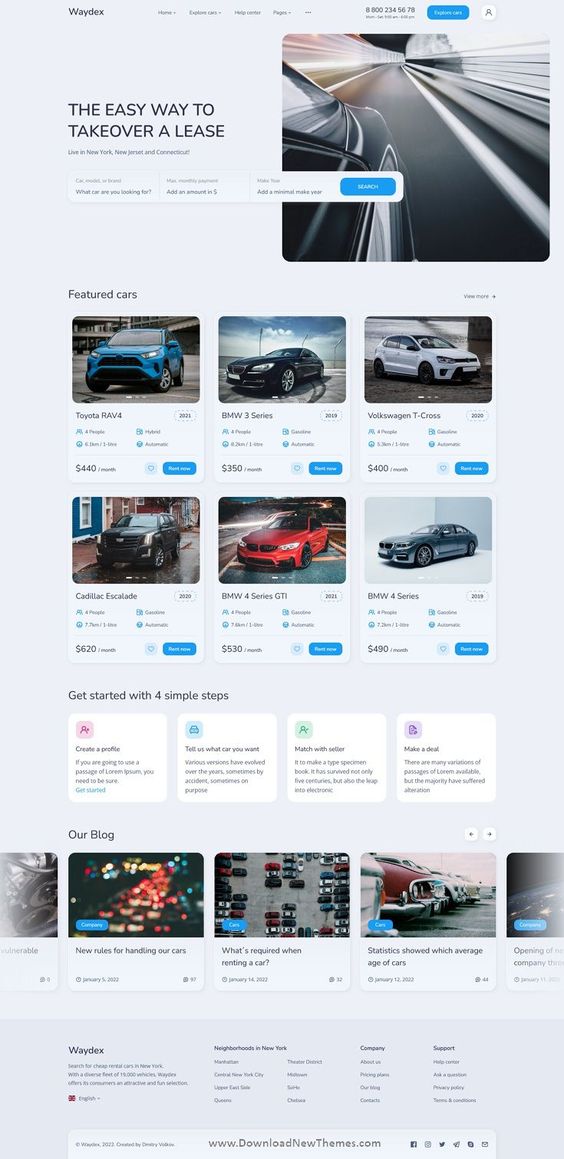 Waydex
Home
Explore cars
Help center
Pages
8 800 234 56 78
Mon - Sat: 9:00 am - 6:00 pm
Explore cars
THE EASY WAY TO
TAKEOVER A LEASE
Live in New York, New Jerset and Connecticut!
Car, model, or brand
Max. monthly payment
Make Year
What car are you looking for?
Add an amount in $
Add a minimal make year
SEARCH
Featured cars
View more
Toyota RAV4
2021
4 People
Hybrid
6.1km / 1-litre
Automatic
$440 / month
Rent now
BMW 3 Series
2019
4 People
Gasoline
8.2km / 1-litre
Automatic
$350 / month
Rent now
Volkswagen T-Cross
2020
4 People
Gasoline
5.3km / 1-litre
Automatic
$400 / month
Rent now
Cadillac Escalade
2020
4 People
Gasoline
7.7km / 1-litre
Automatic
$620 / month
Rent now
BMW 4 Series GTI
2021
4 People
Gasoline
7.6km / 1-litre
Automatic
$530 / month
Rent now
BMW 4 Series
2019
4 People
Gasoline
7.2km / 1-litre
Automatic
$490 / month
Rent now
Get started with 4 simple steps
Create a profile
If you are going to use a
passage of Lorem Ipsum, you
need to be sure.
Get started
Tell us what car you want
Various versions have evolved
over the years, sometimes by
accident, sometimes on
purpose
Match with seller
It to make a type specimen
book. It has survived not only
five centuries, but also the leap
into electronic
Make a deal
There are many variations of
passages of Lorem available,
but the majority have suffered
alteration
Our Blog
vulnerable
0
Company
New rules for handling our cars
January 5, 2022
97
Cars
What's required when
renting a car?
January 14, 2022
32
Cars
Statistics showed which average
age of cars
January 12, 2022
44
Company
Opening of
company
January 11,
Waydex
Search for cheap rental cars in New York.
With a diverse fleet of 19.000 vehicles, Waydex
offers its consumers an attractive and fun selection.
English
Neighborhoods in New York
Manhattan
Central New York City
Upper East Side
Queens
Theater District
Midtown
SoHo
Chelsea
Company
About us
Pricing plans
Our blog
Contacts
Support
Help center
Ask a question
Privacy policy
Terms & conditions
© Waydex, 2022. Created by Dmitry Volkov.
www.DownloadNewThemes.com